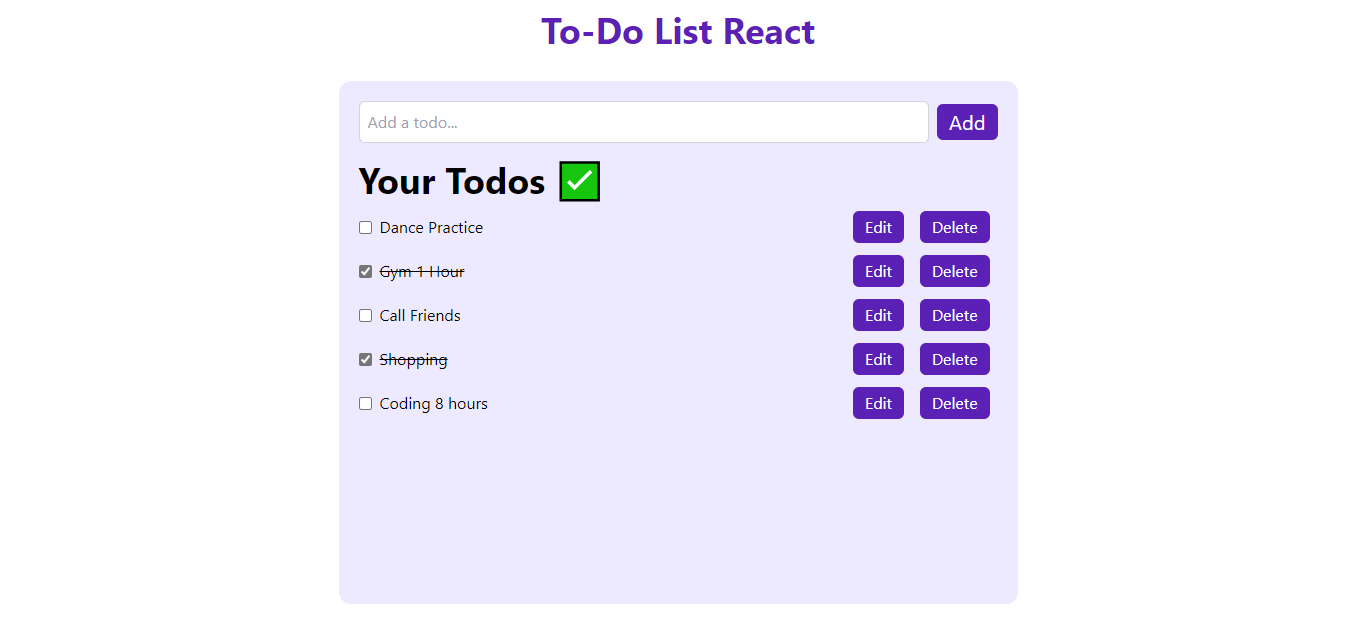 To-Do List React
Add a todo... Add
Your Todos ✅
Dance Practice Edit Delete
Gym 1 Hour Edit Delete
Call Friends Edit Delete
Shopping Edit Delete
Coding 8 hours Edit Delete